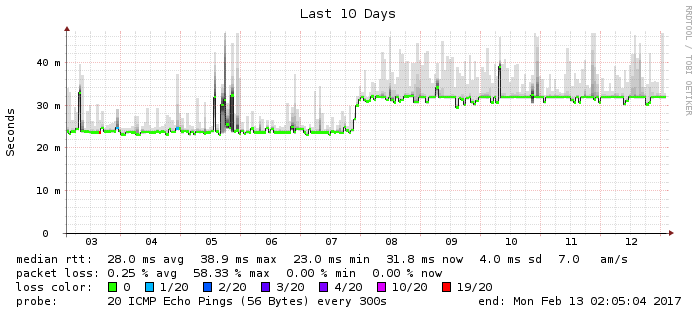 Last 10 Days
RRDTOOL / TOBI OETIKER
Seconds
40 m
30 m
20 m
10 m
0
03 04 05 06 07 08 09 10 11 12
median rtt: 28.0 ms avg 38.9 ms max 23.0 ms min 31.8 ms now 4.0 ms sd 7.0 am/s
packet loss: 0.25 % avg 58.33 % max 0.00 % min 0.00 % now
loss color: 0 1/20 2/20 3/20 4/20 10/20 19/20
probe: 20 ICMP Echo Pings (56 Bytes) every 300s end: Mon Feb 13 02:05:04 2017